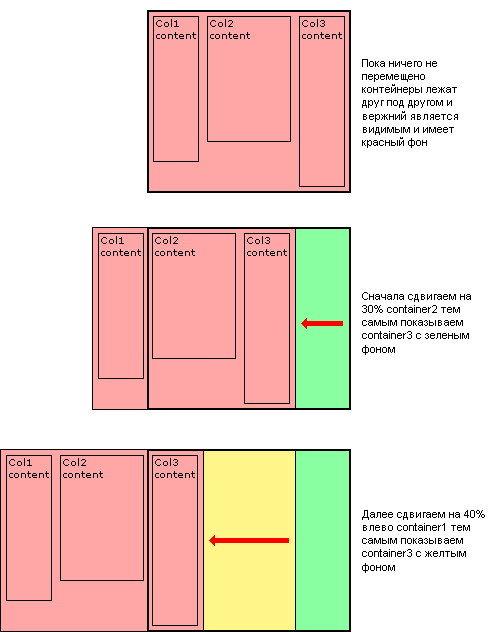 Col1
content
Col2
content
Col3
content
Пока ничего не
перемещено
контейнеры лежат
друг под другом и
вержний является
видимым и имеет
красный фон
Col1
content
Col2
content
Col3
content
Сначала сдвигаем на
30% container2 тем
самым показываем
container3 с зеленым
фоном
Col1
content
Col2
content
Col3
content
Далее сдвигаем на 40%
влево container1 тем
самым показываем
container3 с желтым
фоном